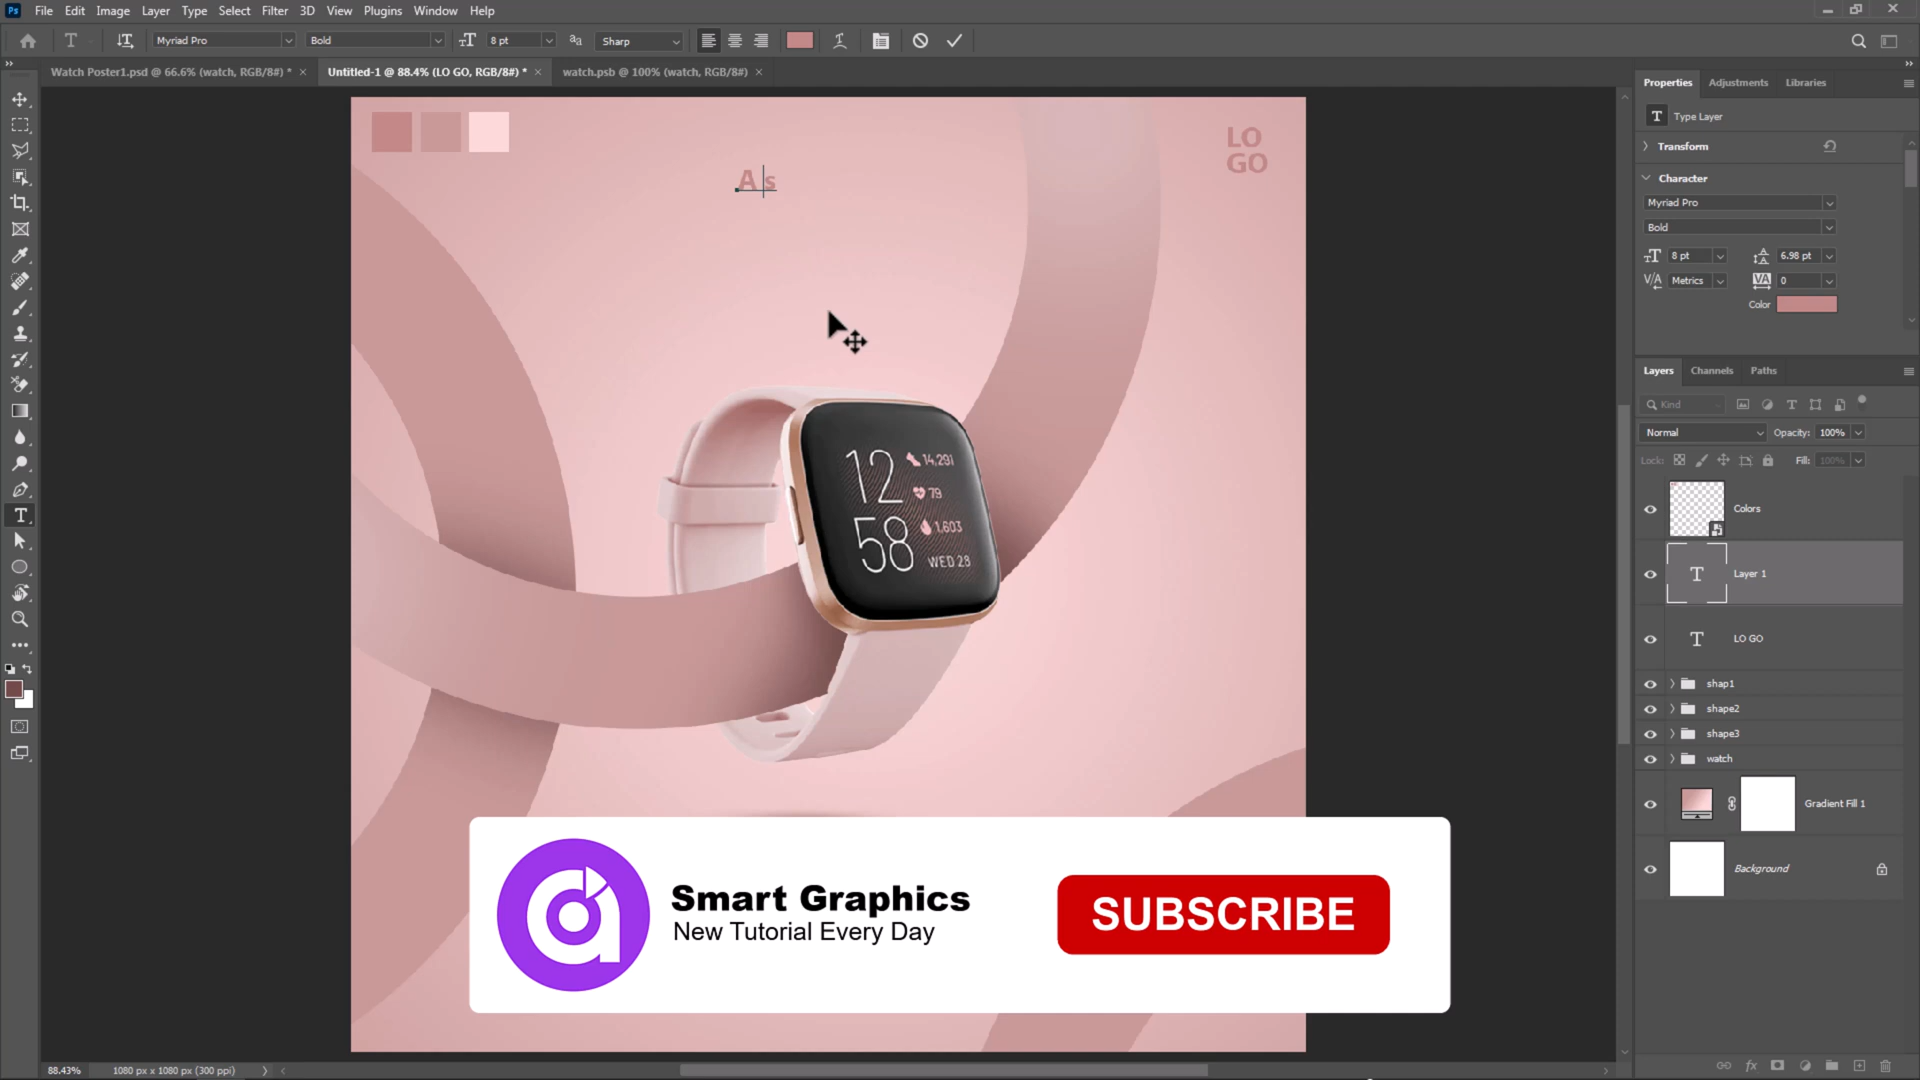 Ps File Edit Image Layer Type Select Filter 3D View Plugins Window Help
T Myriad Pro Bold 8 pt aa Sharp
Watch Poster1.psd @ 66.6% (watch, RGB/8#) * × Untitled-1 @ 88.4% (LO GO, RGB/8#) * × watch.psb @ 100% (watch, RGB/8#) ×
LO
GO
A s
12
58
14,291
79
1,603
WED 28
Smart Graphics
New Tutorial Every Day
SUBSCRIBE
88.43% 1080 px x 1080 px (300 ppi)
Properties Adjustments Libraries
T Type Layer
Transform
Character
Myriad Pro
Bold
8 pt 6.98 pt
Metrics 0
Color
Layers Channels Paths
Kind
Normal Opacity: 100%
Lock: Fill: 100%
Colors
T Layer 1
T LO GO
shap1
shape2
shape3
watch
Gradient Fill 1
Background
fx